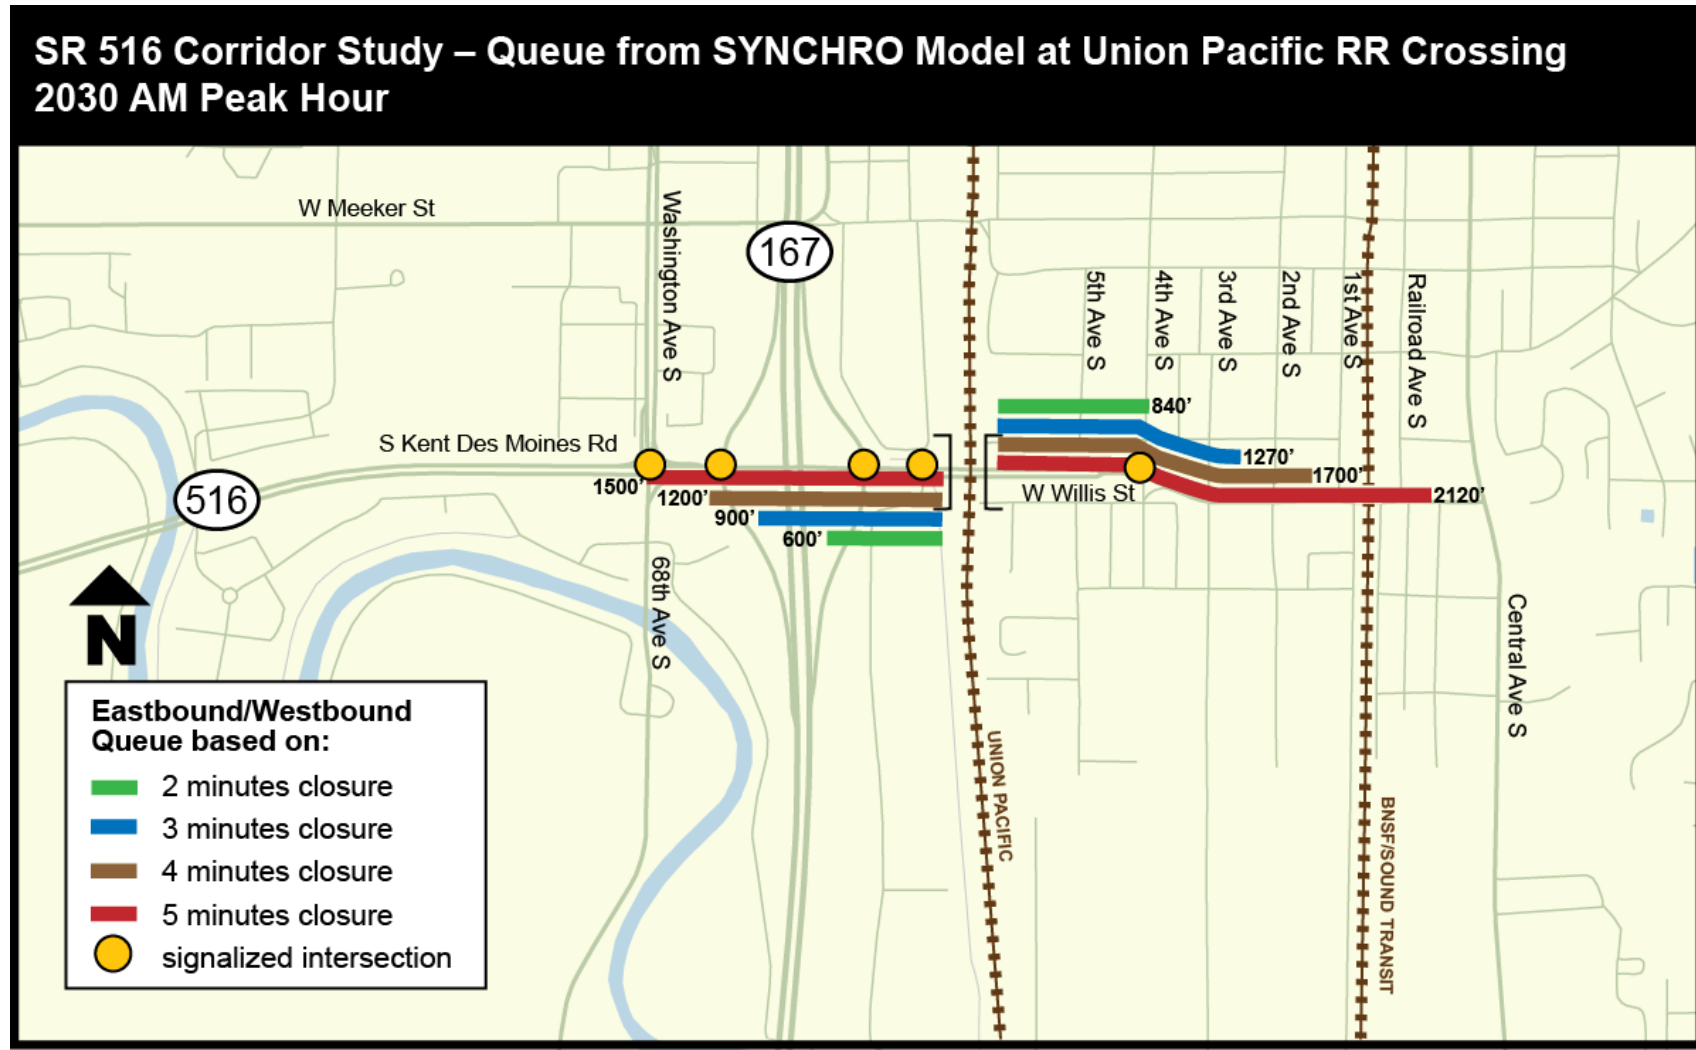 SR 516 Corridor Study – Queue from SYNCHRO Model at Union Pacific RR Crossing
2030 AM Peak Hour
W Meeker St
Washington Ave S
167
5th Ave S
4th Ave S
3rd Ave S
2nd Ave S
1st Ave S
Railroad Ave S
840’
S Kent Des Moines Rd
1270’
1700’
1500’
W Willis St
2120’
1200’
516
900’
600’
68th Ave S
Central Ave S
N
UNION PACIFIC
BNSF/SOUND TRANSIT
Eastbound/Westbound
Queue based on:
2 minutes closure
3 minutes closure
4 minutes closure
5 minutes closure
signalized intersection